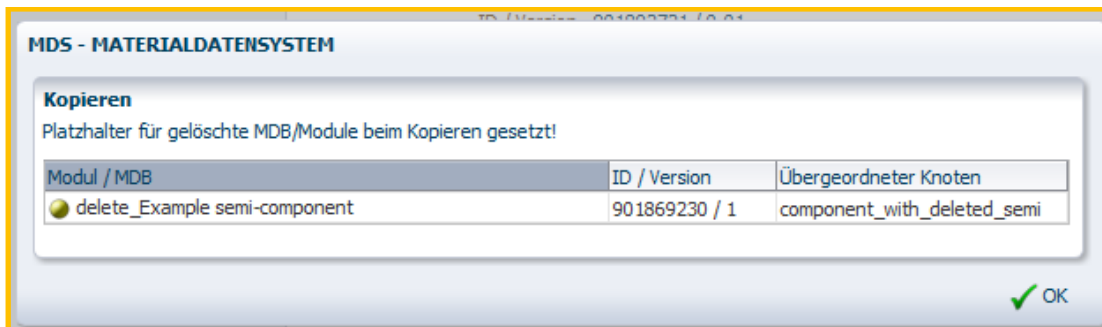 MDS - MATERIALDATENSYSTEM
Kopieren
Platzhalter für gelöschte MDB/Module beim Kopieren gesetzt!
Modul / MDB ID / Version Übergeordneter Knoten
delete_Example semi-component 901869230 / 1 component_with_deleted_semi
OK